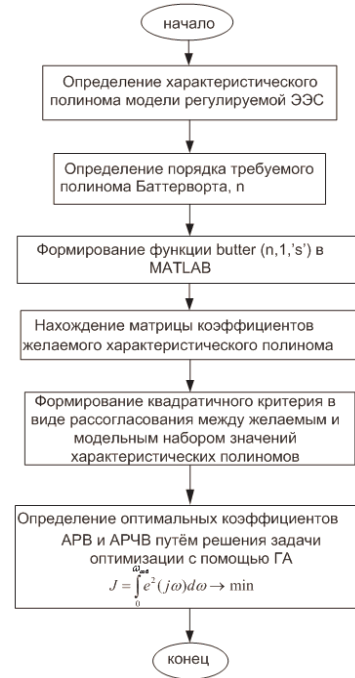 начало
Определение характеристического
полинома модели регулируемой ЭЭС
Определение порядка требуемого
полинома Баттерворта, n
Формирование функции butter (n,1,'s') в
MATLAB
Нахождение матрицы коэффициентов
желаемого характеристического полинома
Формирование квадратичного критерия в
виде рассогласования между желаемым и
модельным набором значений
характеристических полиномов
Определение оптимальных коэффициентов
АРВ и АРЧВ путём решения задачи
оптимизации с помощью ГА
J = ∫₀ e²(jω)dω → min
конец